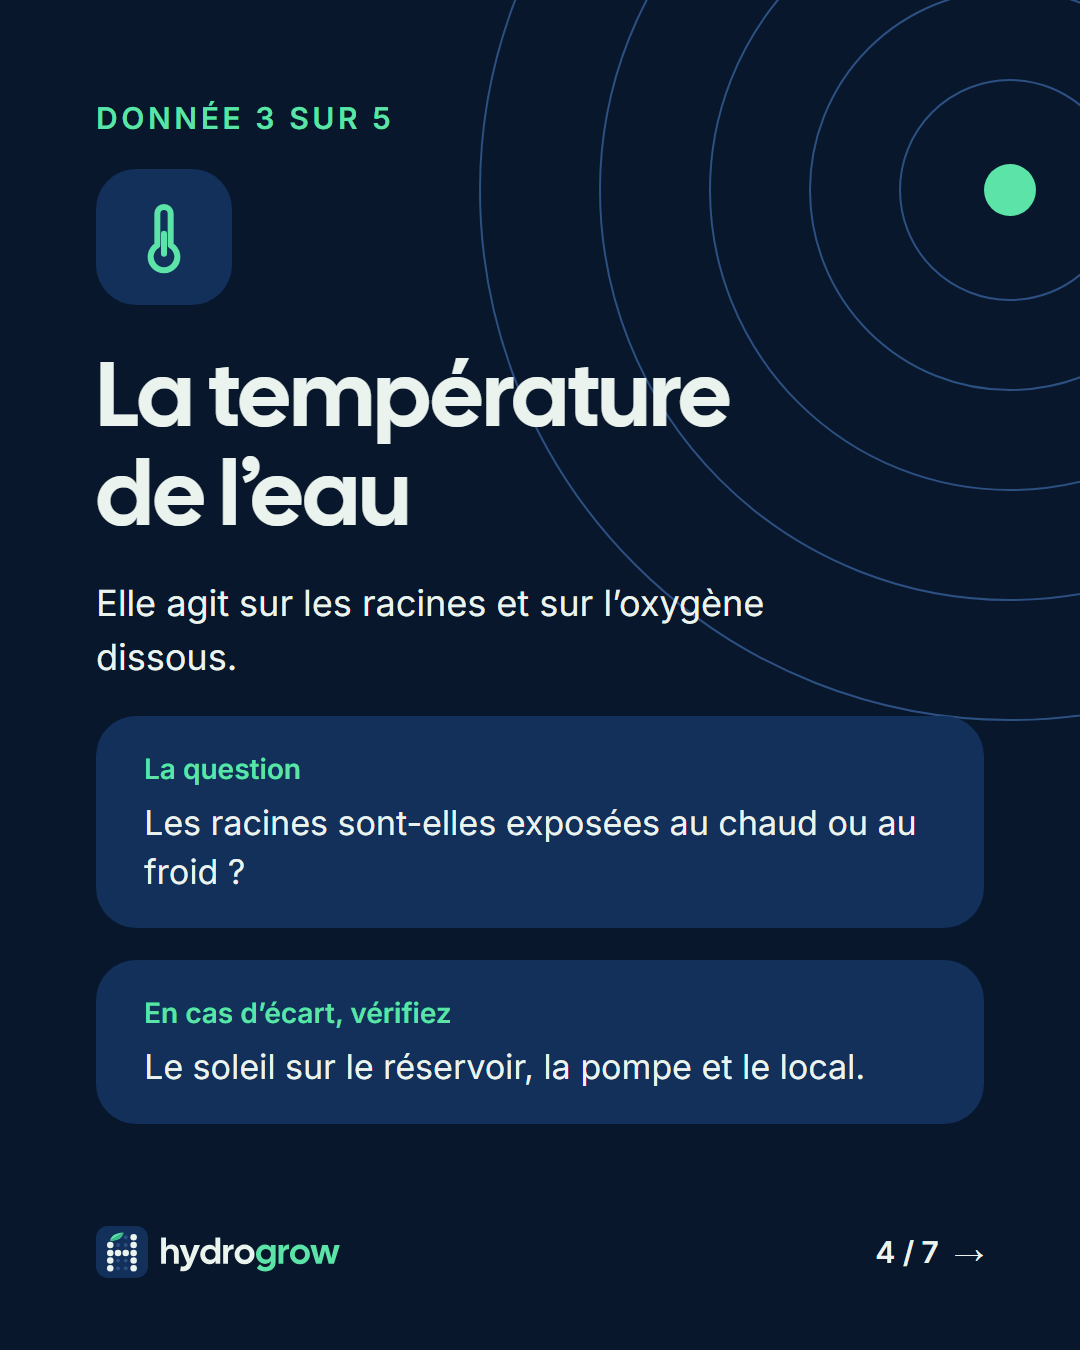 DONNÉE 3 SUR 5
La température
de l’eau
Elle agit sur les racines et sur l’oxygène
dissous.
La question
Les racines sont-elles exposées au chaud ou au
froid ?
En cas d’écart, vérifiez
Le soleil sur le réservoir, la pompe et le local.
hydrogrow
4 / 7 →